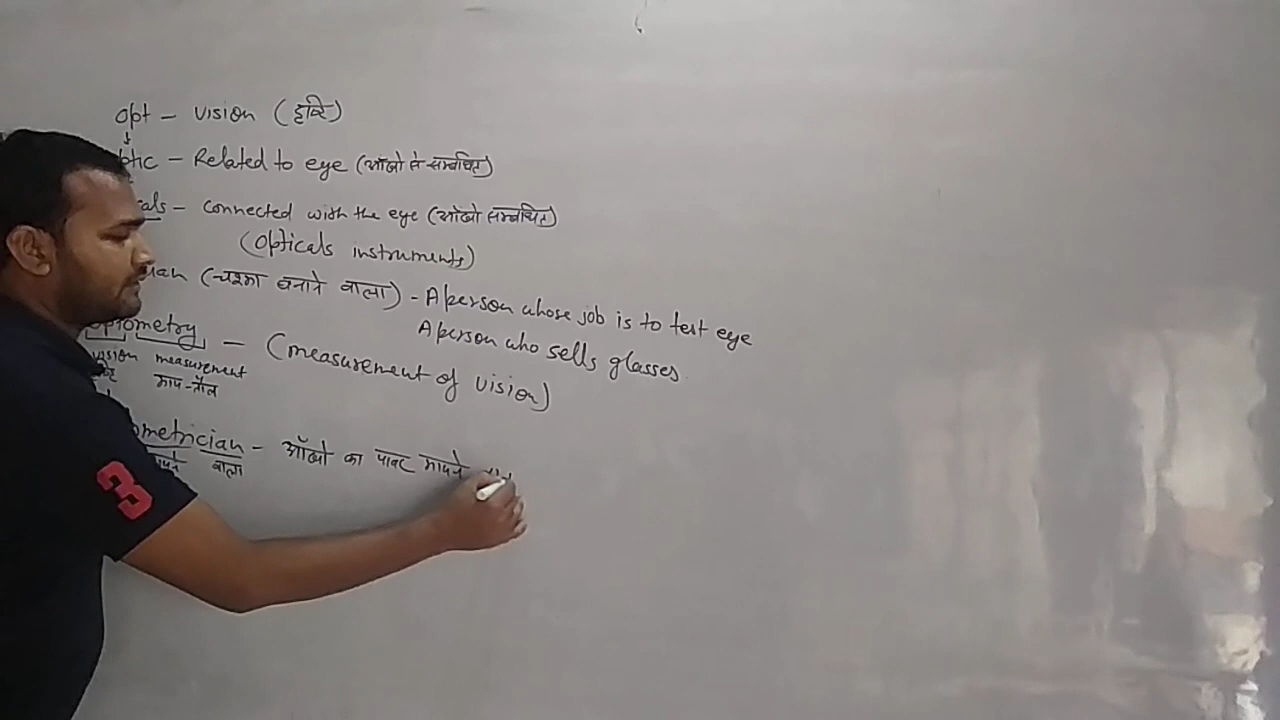 opt – vision (दृष्टि)
ptic – Related to eye (आँखो से सम्बंधित)
cals – connected with the eye (आँखो सम्बंधित)
(opticals instruments)
ian (चश्मा बनाने वाला) – A person whose job is to test eye
A person who sells glasses.
optometry – (measurement of vision)
vision measurement
माप-तौल
ometrician – आँखो का पावर मापने
मापने वाला
3